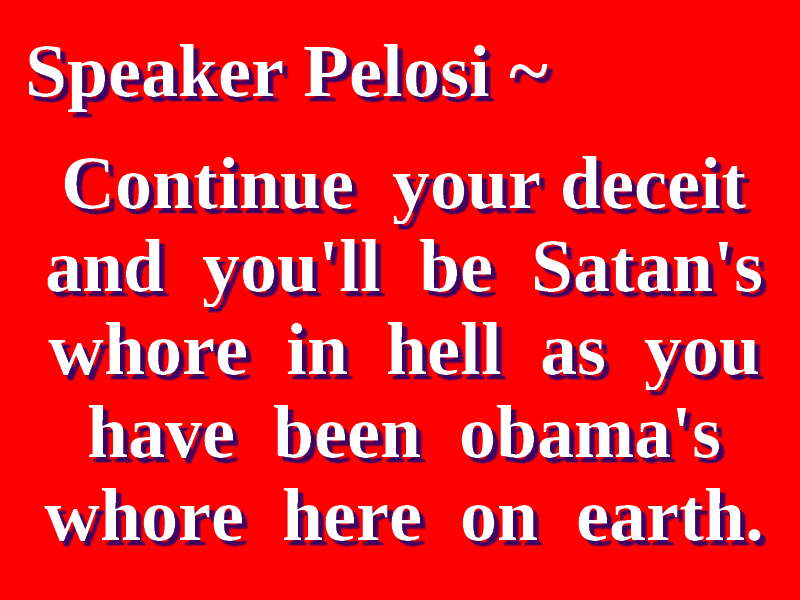 Speaker Pelosi ~
Continue your deceit
and you'll be Satan's
whore in hell as you
have been obama's
whore here on earth.